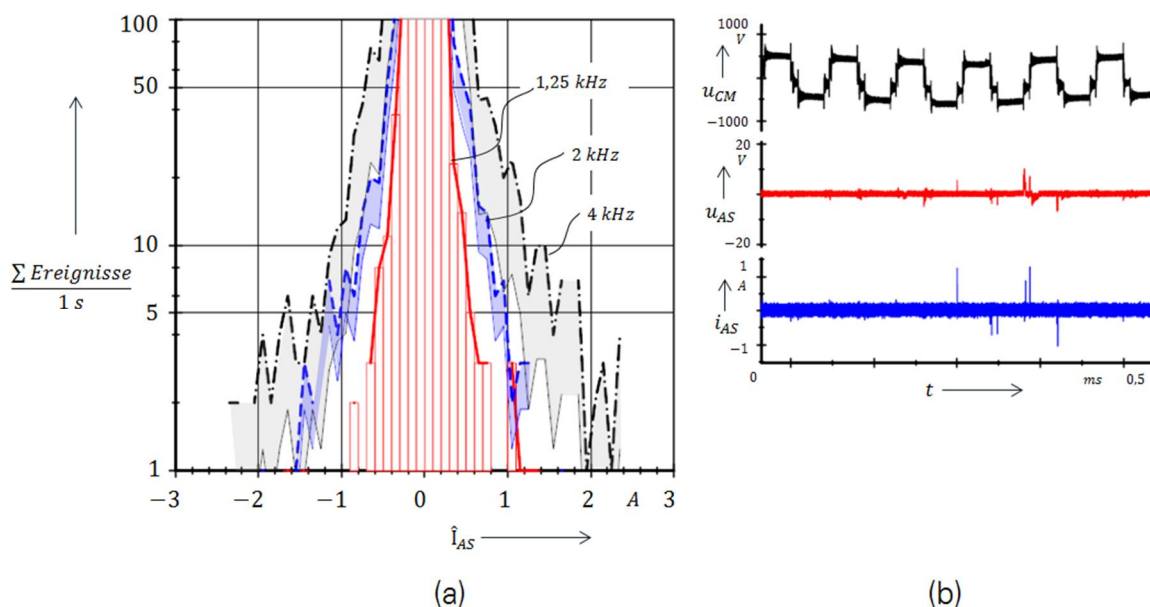 100
50
10
5
1
∑ Ereignisse
1 s
−3 −2 −1 0 1 2 A 3
Î_AS
1,25 kHz
2 kHz
4 kHz
(a)
1000
V
u_CM
−1000
20
V
u_AS
−20
1
A
i_AS
−1
0 ms 0,5
t
(b)